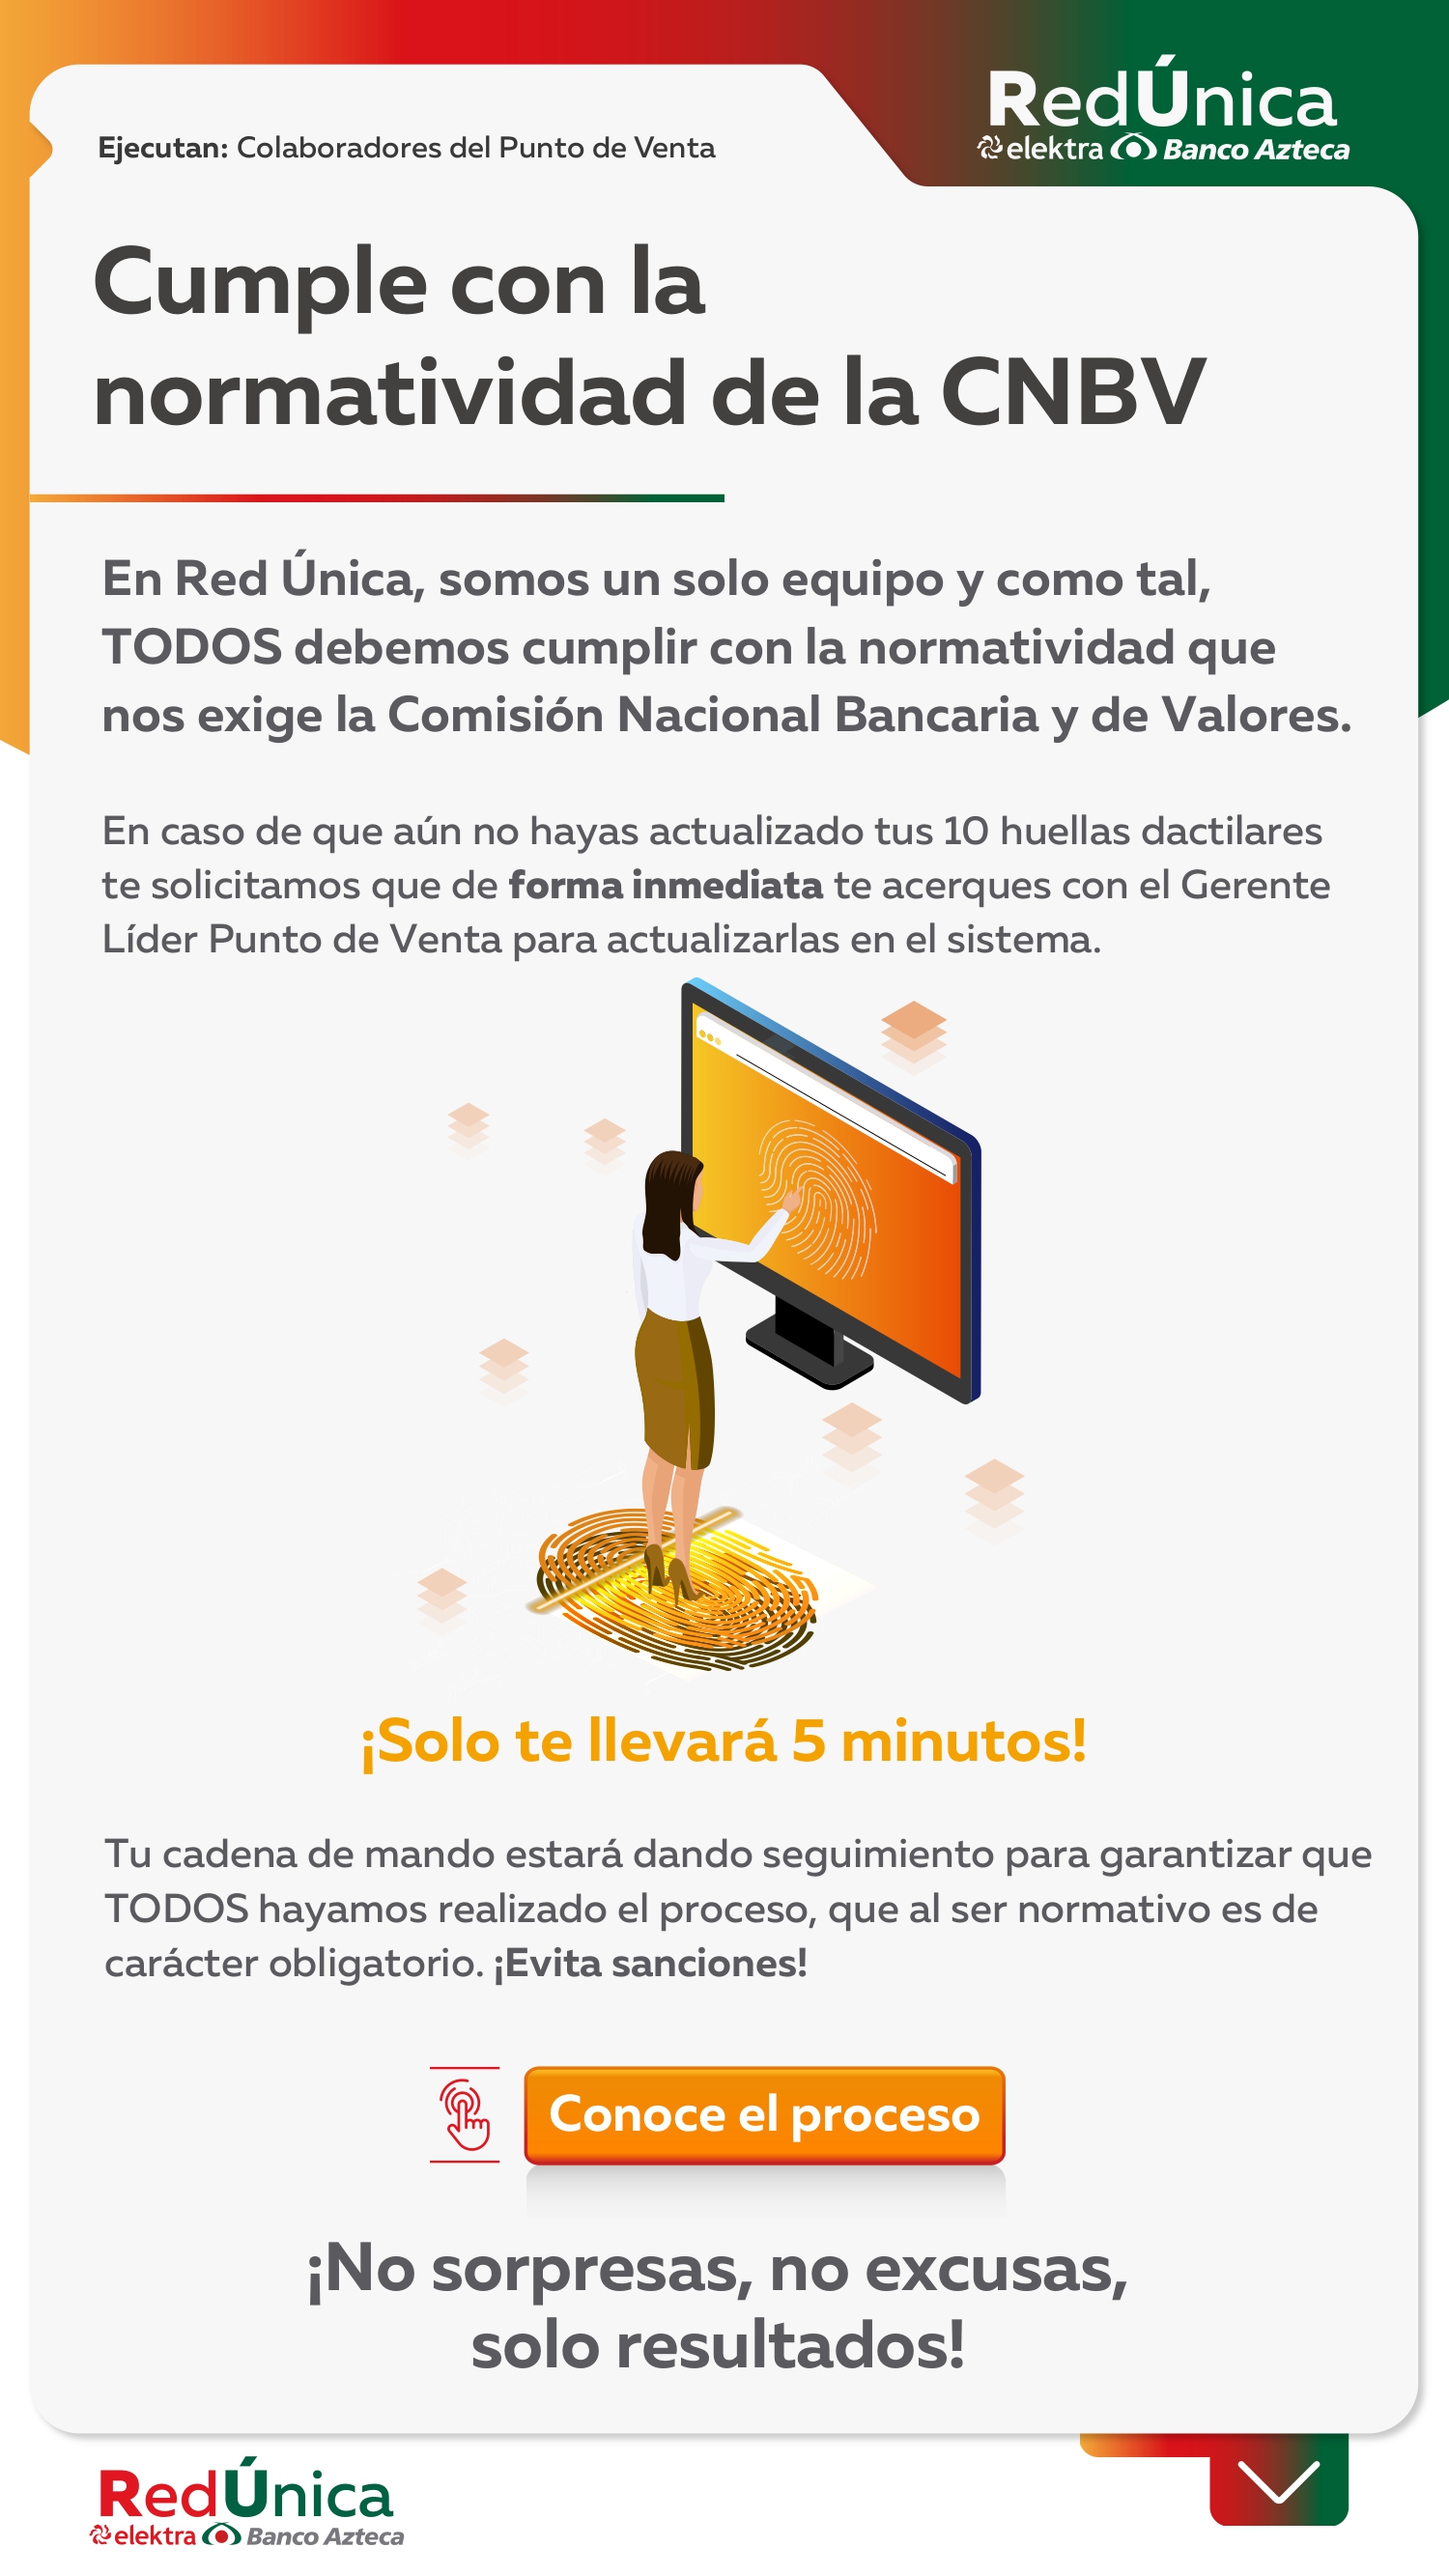 RedÚnica
elektra Banco Azteca
Ejecutan: Colaboradores del Punto de Venta
Cumple con la
normatividad de la CNBV
En Red Única, somos un solo equipo y como tal,
TODOS debemos cumplir con la normatividad que
nos exige la Comisión Nacional Bancaria y de Valores.
En caso de que aún no hayas actualizado tus 10 huellas dactilares
te solicitamos que de forma inmediata te acerques con el Gerente
Líder Punto de Venta para actualizarlas en el sistema.
¡Solo te llevará 5 minutos!
Tu cadena de mando estará dando seguimiento para garantizar que
TODOS hayamos realizado el proceso, que al ser normativo es de
carácter obligatorio. ¡Evita sanciones!
Conoce el proceso
¡No sorpresas, no excusas,
solo resultados!
RedÚnica
elektra Banco Azteca